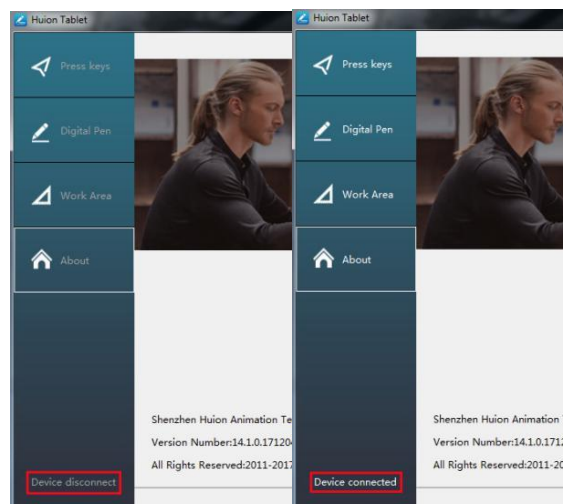 Huion Tablet
Press keys
Digital Pen
Work Area
About
Shenzhen Huion Animation Te
Version Number:14.1.0.17120
All Rights Reserved:2011-2017
Device disconnect
Huion Tablet
Press keys
Digital Pen
Work Area
About
Shenzhen Huion Animation
Version Number:14.1.0.1712
All Rights Reserved:2011-20
Device connected